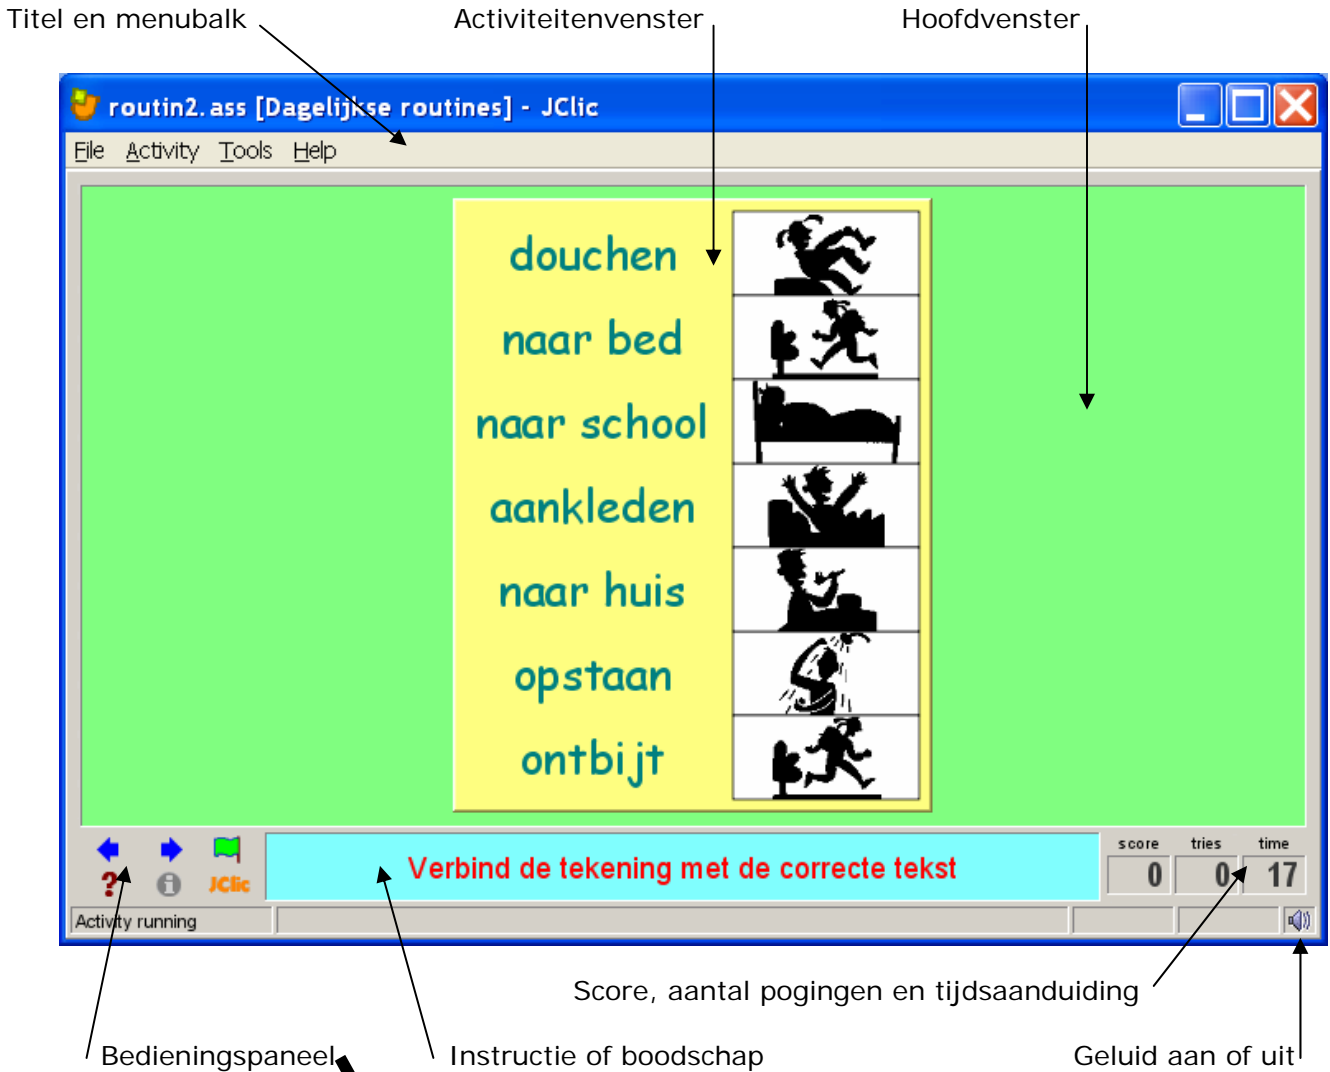 Titel en menubalk Activiteitenvenster Hoofdvenster
routin2.ass [Dagelijkse routines] - JClic
File Activity Tools Help
douchen
naar bed
naar school
aankleden
naar huis
opstaan
ontbijt
score tries time
Verbind de tekening met de correcte tekst
0 0 17
? i JClic
Activity running
Score, aantal pogingen en tijdsaanduiding
Bedieningspaneel Instructie of boodschap Geluid aan of uit